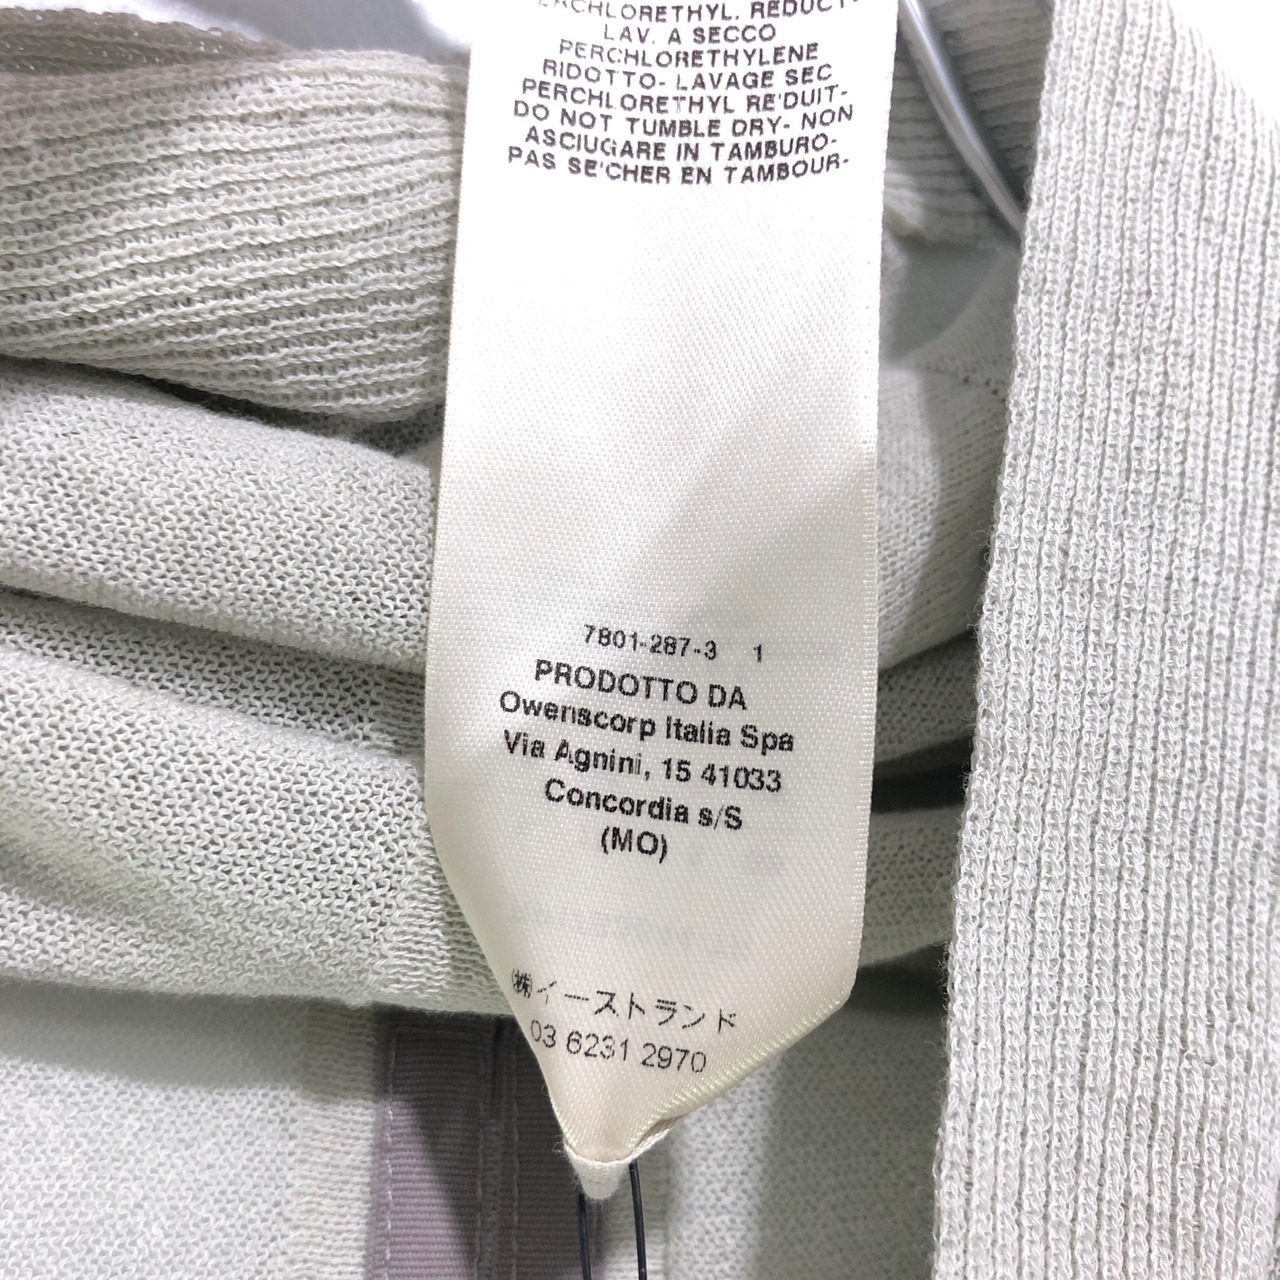 PERCHLORETHYL. REDUCT-
LAV. A SECCO
PERCHLORETHYLENE
RIDOTTO- LAVAGE SEC
PERCHLORETHYL RE'DUIT-
DO NOT TUMBLE DRY- NON
ASCIUGARE IN TAMBURO-
PAS SE'CHER EN TAMBOUR-
7801-287-3 1
PRODOTTO DA
Owenscorp Italia Spa
Via Agnini, 15 41033
Concordia s/S
(MO)
㈱イーストランド
03 6231 2970